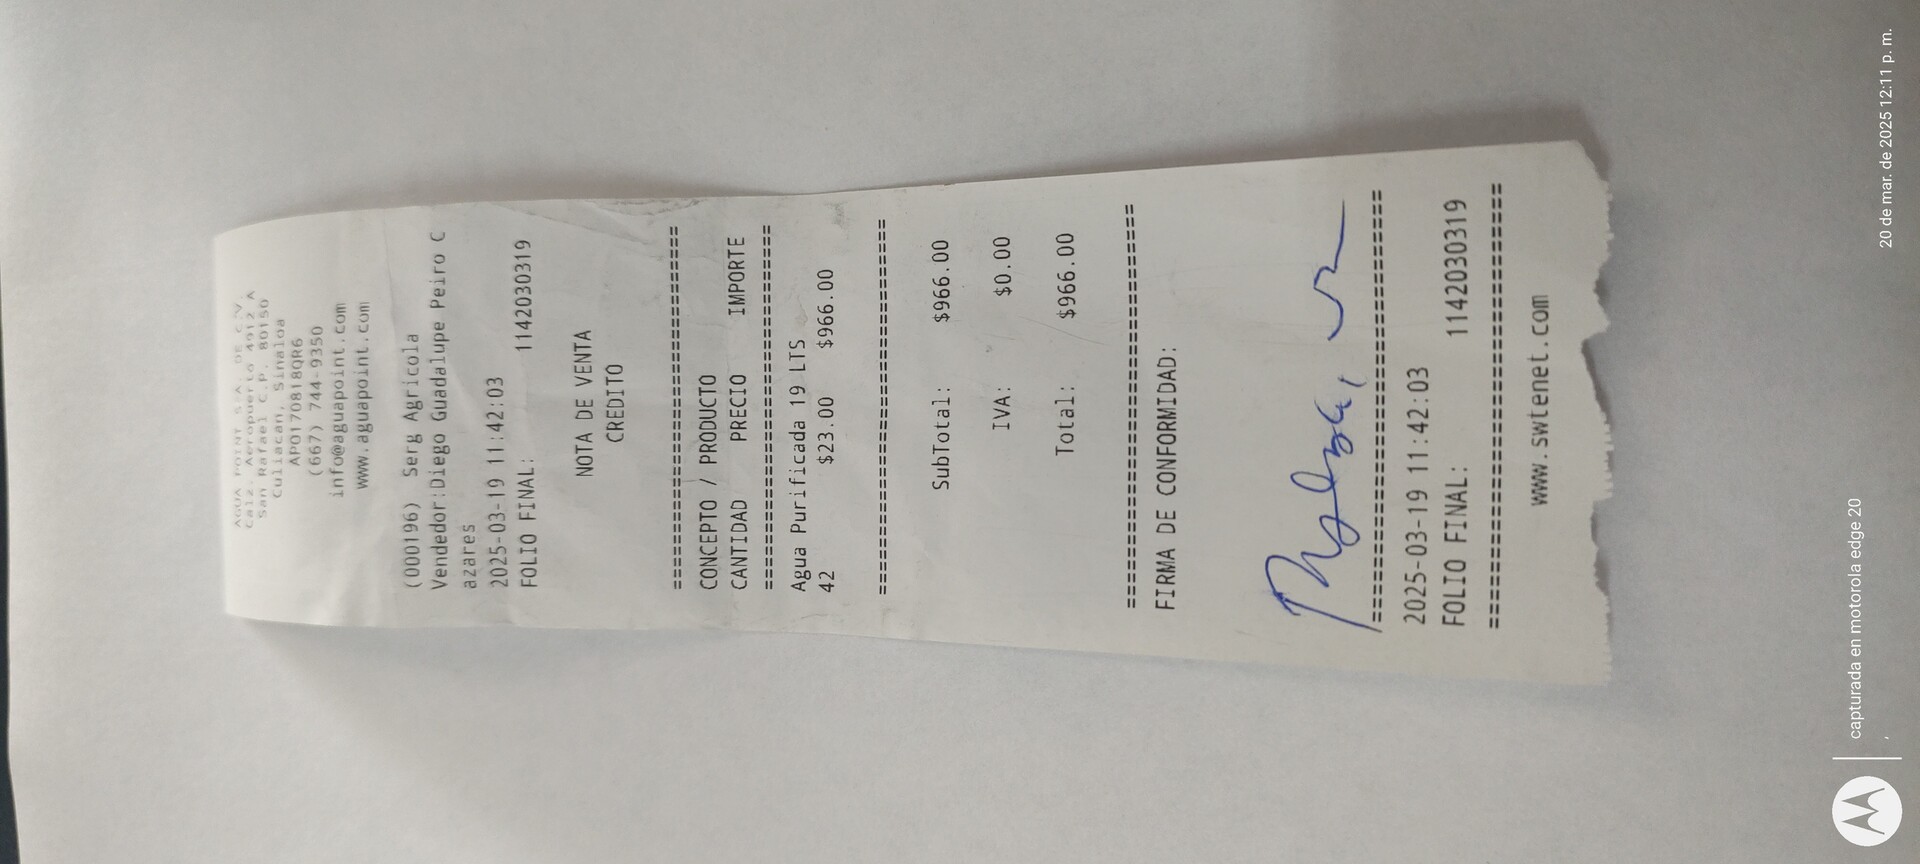 AGUA POINT S.A. DE C.V.
Calz. Aeropuerto 4912 A
San Rafael C.P. 80150
Culiacan, Sinaloa
APO170818QR6
(667) 744-9350
info@aguapoint.com
www.aguapoint.com
(000196) Serg Agricola
Vendedor:Diego Guadalupe Peiro C
azares
2025-03-19 11:42:03
FOLIO FINAL: 1142030319
NOTA DE VENTA
CREDITO
================================
CONCEPTO / PRODUCTO
CANTIDAD PRECIO IMPORTE
================================
Agua Purificada 19 LTS
42 $23.00 $966.00
================================
SubTotal: $966.00
IVA: $0.00
Total: $966.00
================================
FIRMA DE CONFORMIDAD:
================================
2025-03-19 11:42:03
FOLIO FINAL: 1142030319
================================
www.swtenet.com
capturada en motorola edge 20
20 de mar. de 2025 12:11 p. m.